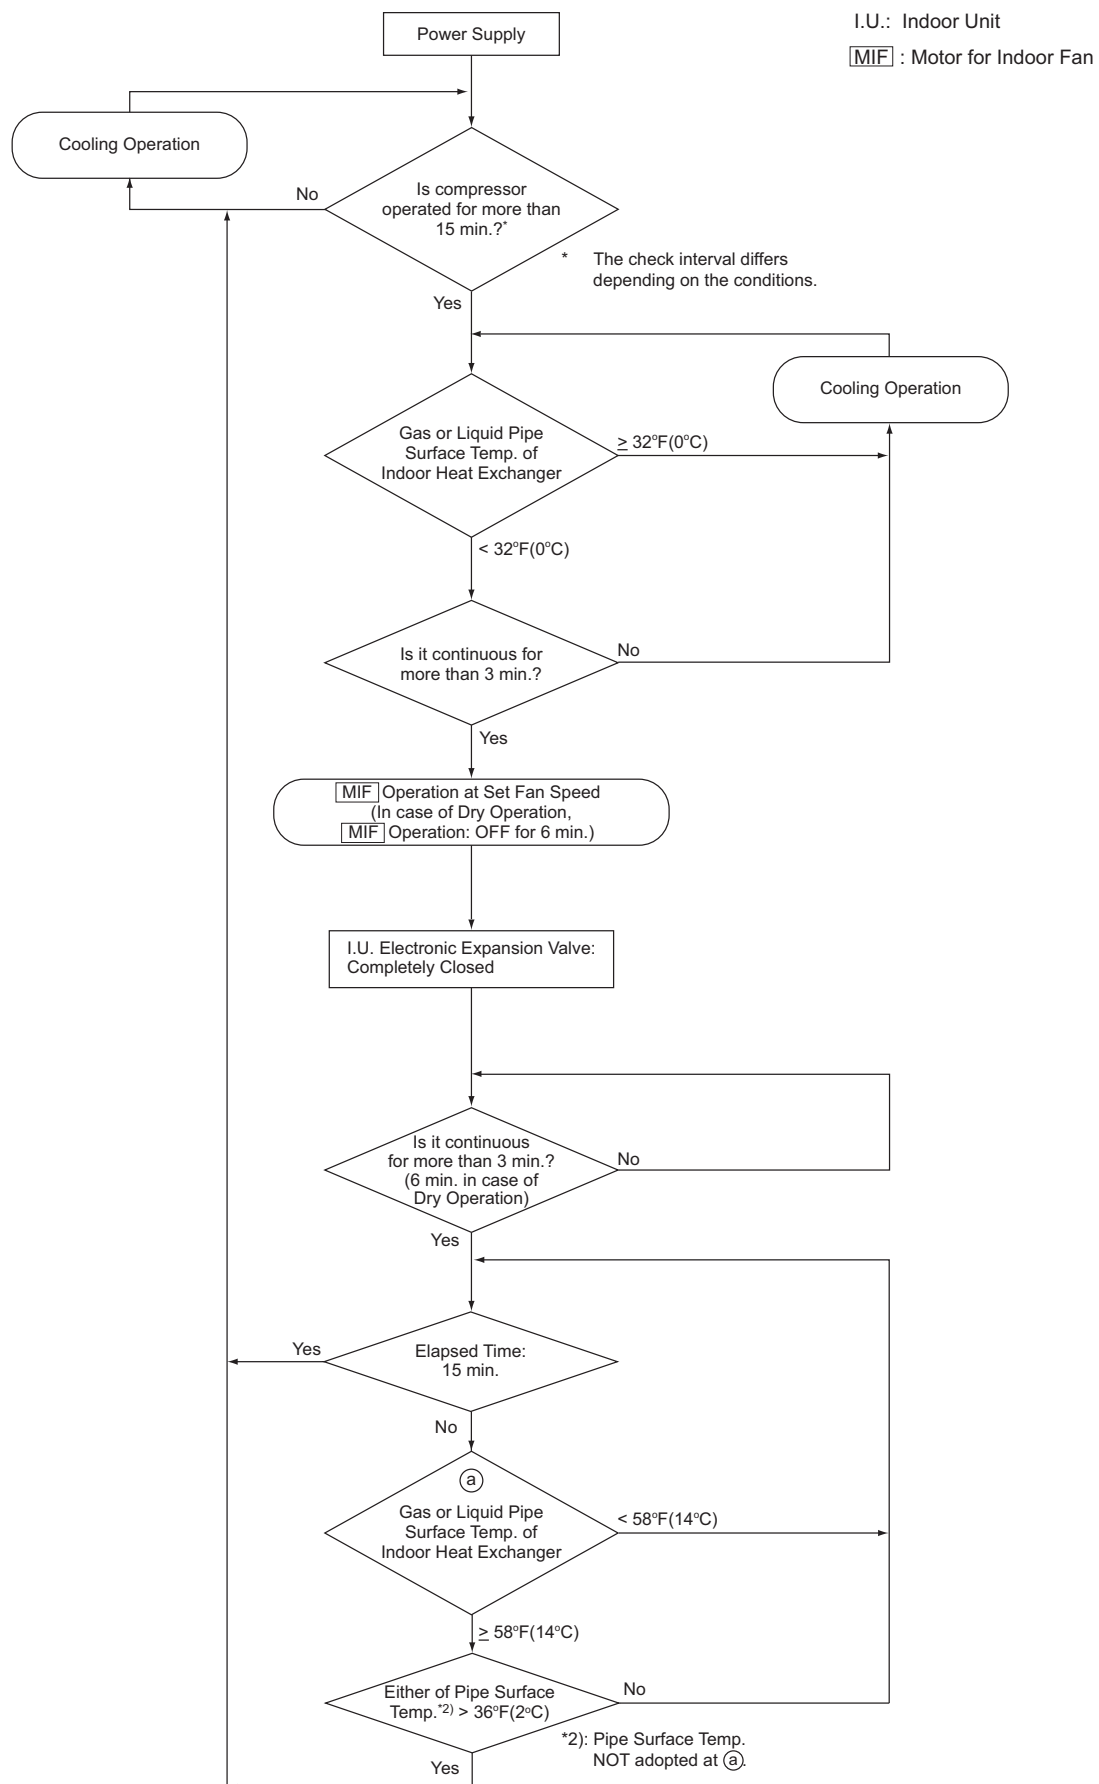 Power Supply
I.U.: Indoor Unit
MIF : Motor for Indoor Fan
Cooling Operation
No
Is compressor
operated for more than
15 min.?*
* The check interval differs
depending on the conditions.
Yes
Cooling Operation
Gas or Liquid Pipe
Surface Temp. of
Indoor Heat Exchanger
≥ 32°F(0°C)
< 32°F(0°C)
Is it continuous for
more than 3 min.?
No
Yes
MIF Operation at Set Fan Speed
(In case of Dry Operation,
MIF Operation: OFF for 6 min.)
I.U. Electronic Expansion Valve:
Completely Closed
Is it continuous
for more than 3 min.?
(6 min. in case of
Dry Operation)
No
Yes
Elapsed Time:
15 min.
Yes
No
a
Gas or Liquid Pipe
Surface Temp. of
Indoor Heat Exchanger
< 58°F(14°C)
≥ 58°F(14°C)
Either of Pipe Surface
Temp.*2) > 36°F(2°C)
No
*2): Pipe Surface Temp.
NOT adopted at ⓐ.
Yes